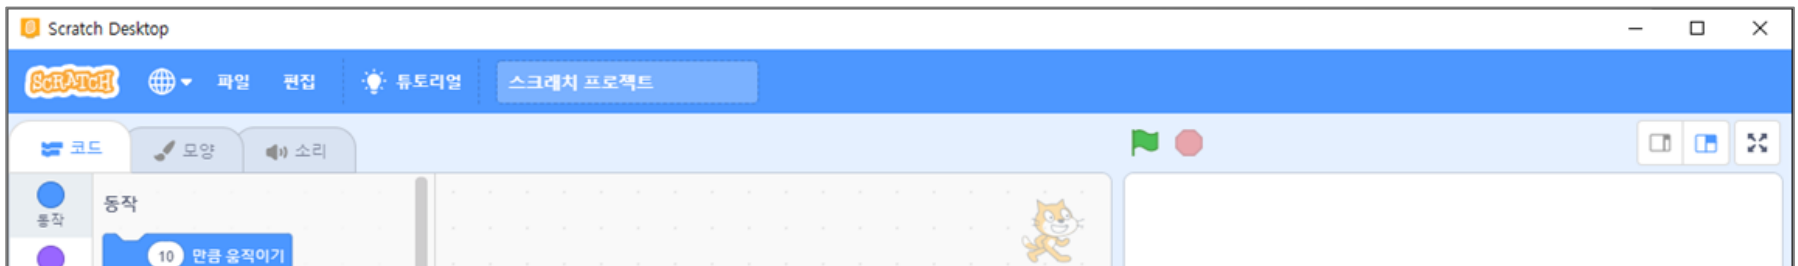 Scratch Desktop
SCRATCH 파일 편집 튜토리얼 스크래치 프로젝트
코드 모양 소리
동작 동작
10 만큼 움직이기